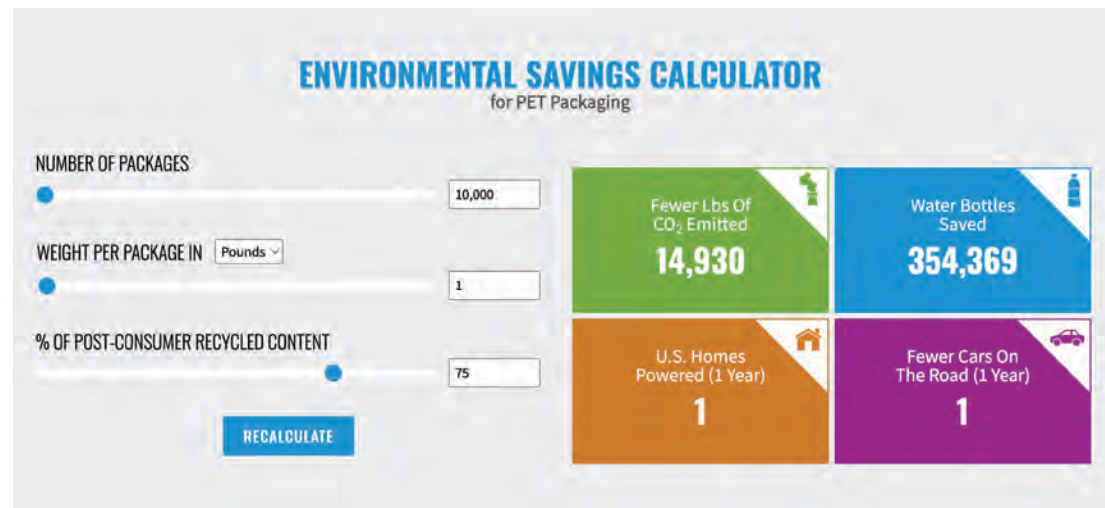 ENVIRONMENTAL SAVINGS CALCULATOR
for PET Packaging
NUMBER OF PACKAGES
10,000
WEIGHT PER PACKAGE IN Pounds
1
% OF POST-CONSUMER RECYCLED CONTENT
75
RECALCULATE
Fewer Lbs Of
CO₂ Emitted
14,930
Water Bottles
Saved
354,369
U.S. Homes
Powered (1 Year)
1
Fewer Cars On
The Road (1 Year)
1